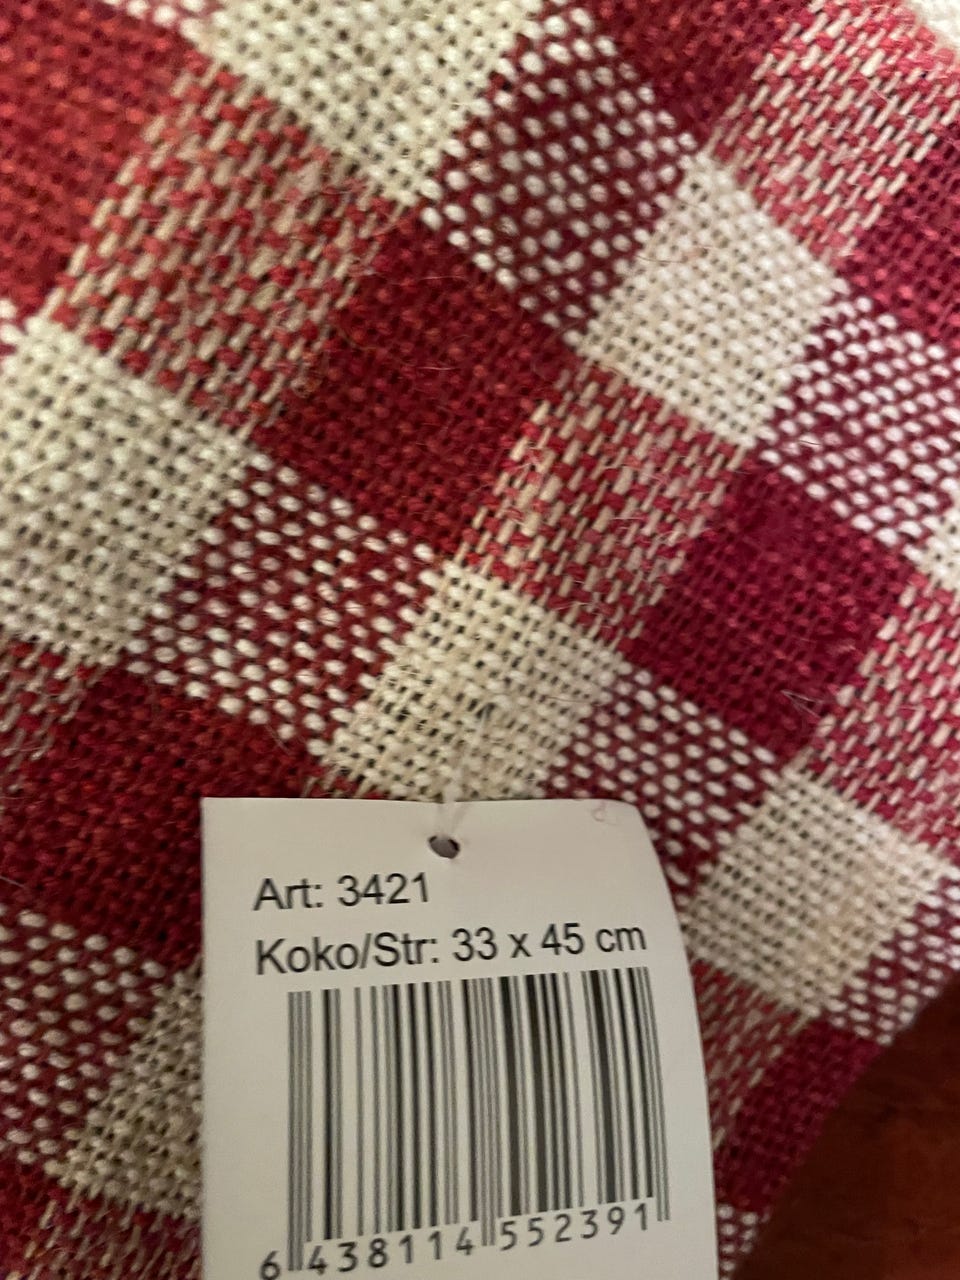 Art: 3421
Koko/Str: 33 x 45 cm
6 438114 552391